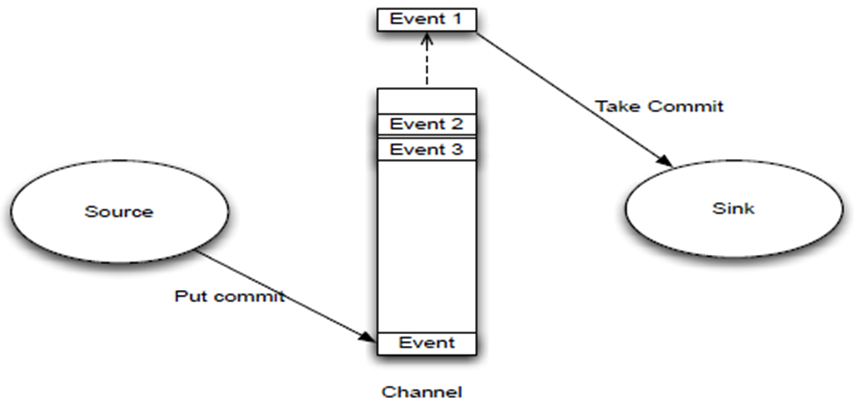 Event 1
Take Commit
Event 2
Event 3
Source
Sink
Put commit
Event
Channel